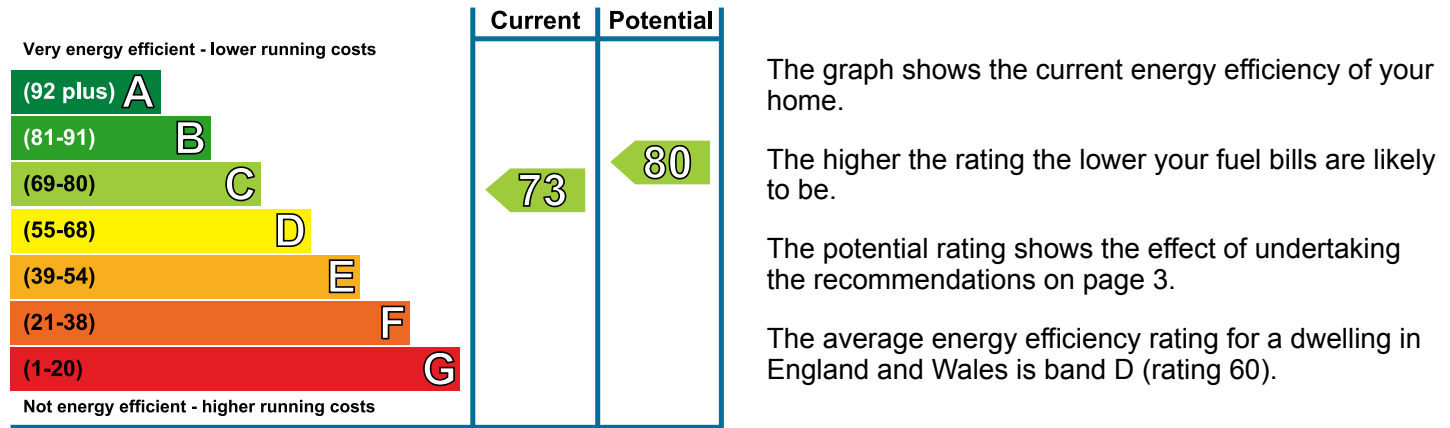 Current Potential
Very energy efficient - lower running costs
(92 plus) A
(81-91) B
(69-80) C
(55-68) D
(39-54) E
(21-38) F
(1-20) G
Not energy efficient - higher running costs
73
80
The graph shows the current energy efficiency of your
home.
The higher the rating the lower your fuel bills are likely
to be.
The potential rating shows the effect of undertaking
the recommendations on page 3.
The average energy efficiency rating for a dwelling in
England and Wales is band D (rating 60).